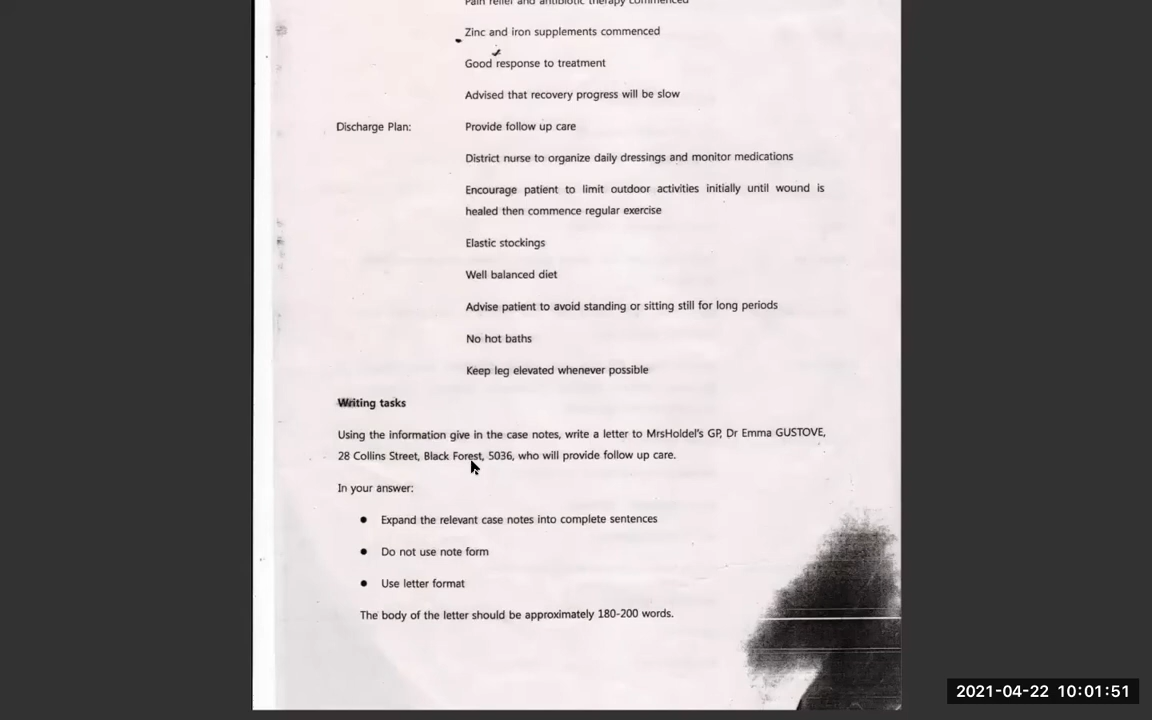 Pain relief and antibiotic therapy commenced
Zinc and iron supplements commenced
Good response to treatment
Advised that recovery progress will be slow
Discharge Plan: Provide follow up care
District nurse to organize daily dressings and monitor medications
Encourage patient to limit outdoor activities initially until wound is
healed then commence regular exercise
Elastic stockings
Well balanced diet
Advise patient to avoid standing or sitting still for long periods
No hot baths
Keep leg elevated whenever possible
Writing tasks
Using the information give in the case notes, write a letter to MrsHoldel's GP, Dr Emma GUSTOVE,
28 Collins Street, Black Forest, 5036, who will provide follow up care.
In your answer:
● Expand the relevant case notes into complete sentences
● Do not use note form
● Use letter format
The body of the letter should be approximately 180-200 words.
2021-04-22 10:01:51